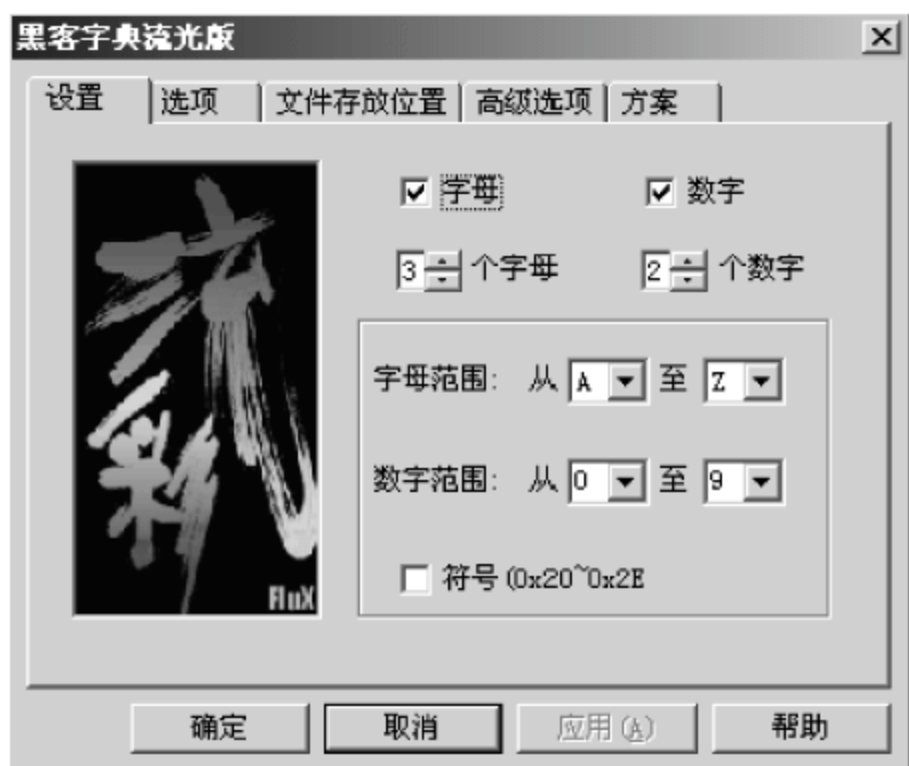 黑客字典流光版
设置 选项 文件存放位置 高级选项 方案
字母 数字
3 个字母 2 个数字
字母范围: 从 A 至 Z
数字范围: 从 0 至 9
符号(0x20~0x2E
流彩
FluX
确定 取消 应用(A) 帮助